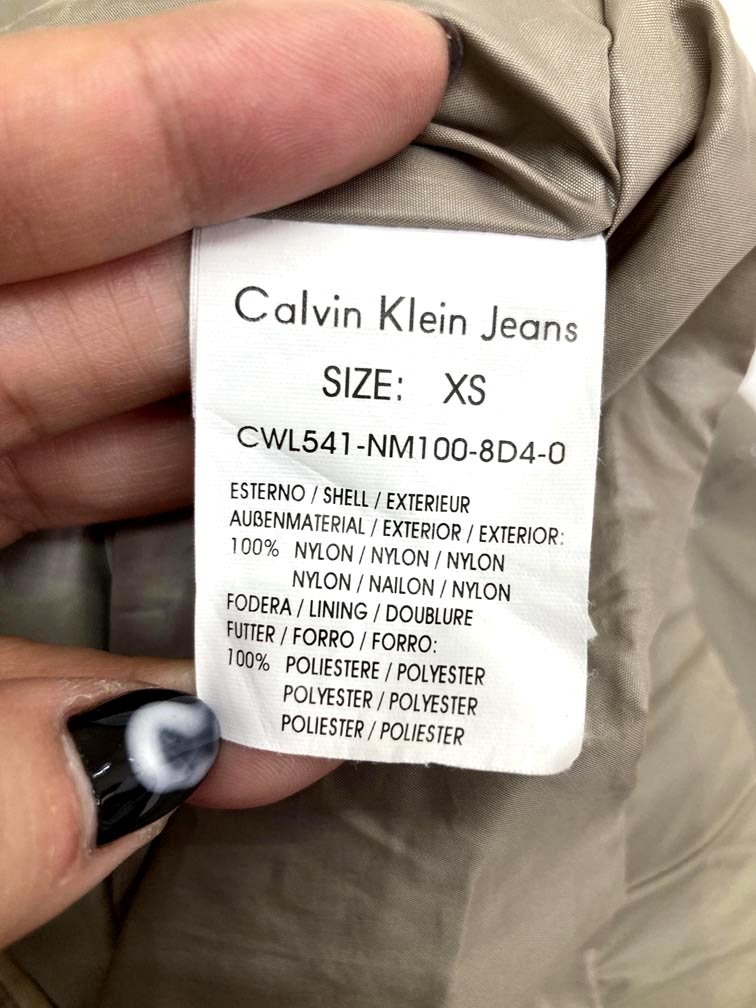 Calvin Klein Jeans
SIZE: XS
CWL541-NM100-8D4-0
ESTERNO / SHELL / EXTERIEUR
AUßENMATERIAL / EXTERIOR / EXTERIOR:
100% NYLON / NYLON / NYLON
NYLON / NAILON / NYLON
FODERA / LINING / DOUBLURE
FUTTER / FORRO / FORRO:
100% POLIESTERE / POLYESTER
POLYESTER / POLYESTER
POLIESTER / POLIESTER